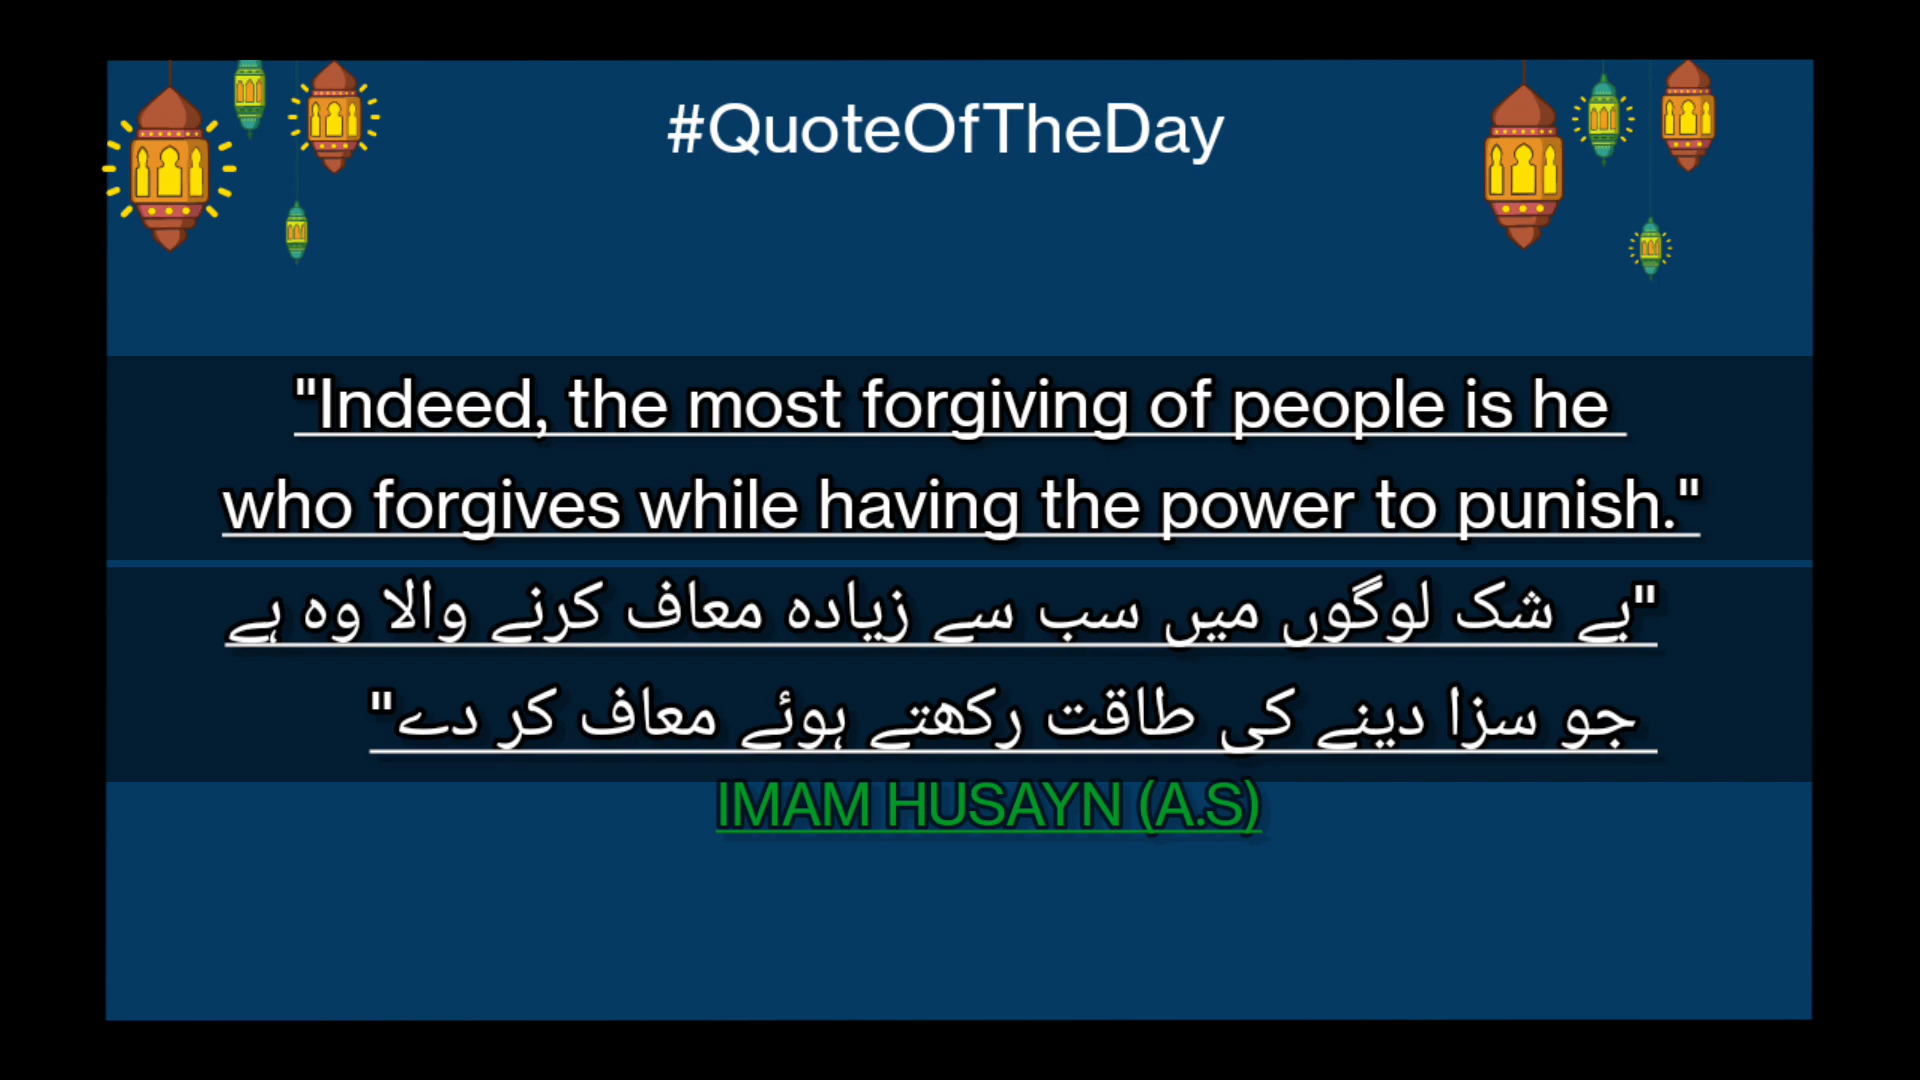 #QuoteOfTheDay
"Indeed, the most forgiving of people is he
who forgives while having the power to punish."
"بے شک لوگوں میں سب سے زیادہ معاف کرنے والا وہ ہے
جو سزا دینے کی طاقت رکھتے ہوئے معاف کر دے"
IMAM HUSAYN (A.S)